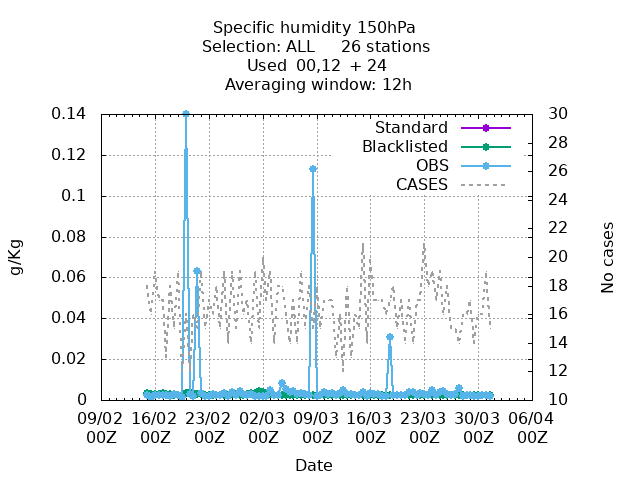 Specific humidity 150hPa
Selection: ALL 26 stations
Used 00,12 + 24
Averaging window: 12h
0.14
0.12
0.1
0.08
0.06
0.04
0.02
0
30
28
26
24
22
20
18
16
14
12
10
Standard
Blacklisted
OBS
CASES
g/Kg
No cases
09/02 16/02 23/02 02/03 09/03 16/03 23/03 30/03 06/04
00Z 00Z 00Z 00Z 00Z 00Z 00Z 00Z 00Z
Date